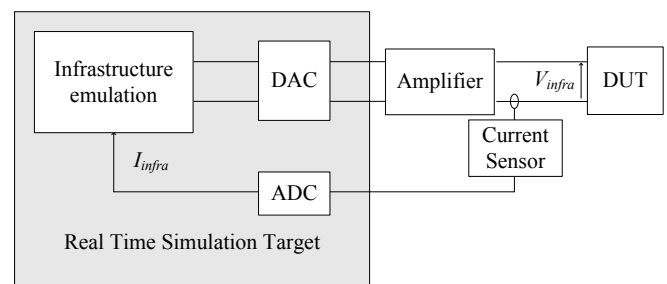 Infrastructure
emulation
DAC
Amplifier
V_infra
DUT
Current
Sensor
I_infra
ADC
Real Time Simulation Target